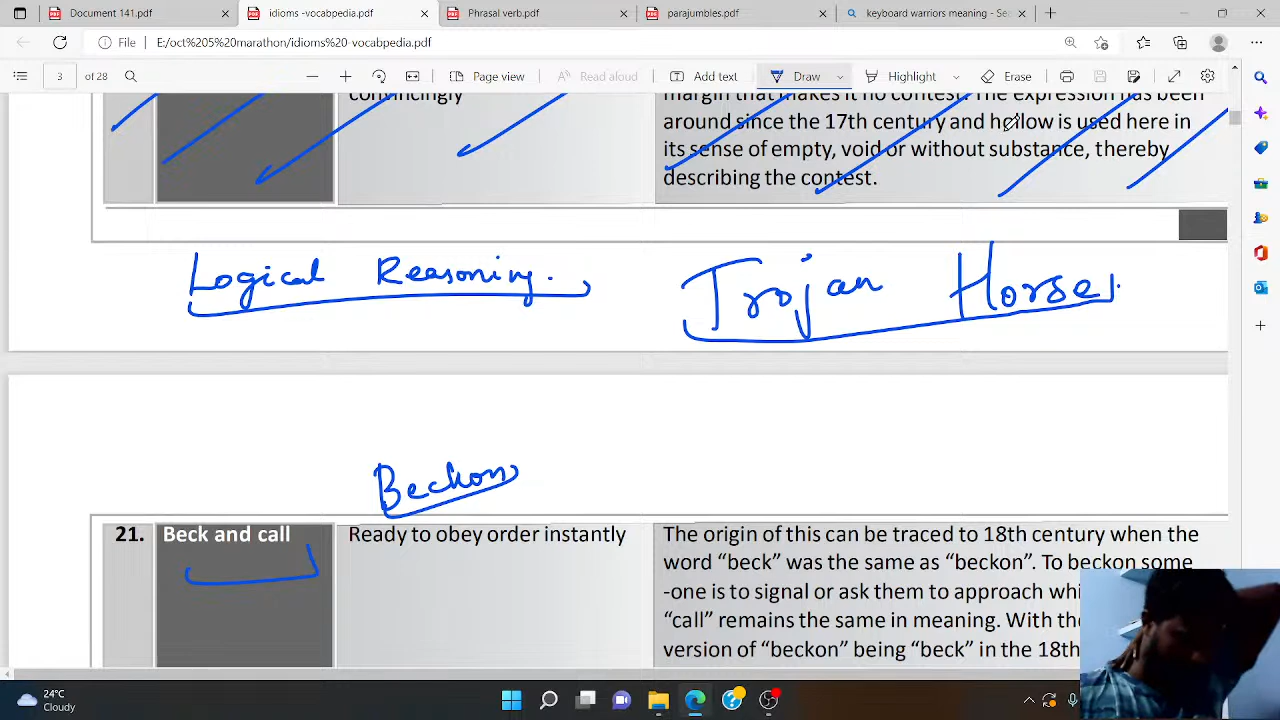 Document 141.pdf
idioms -vocabpedia.pdf
Phrasal verb.pdf
parajumbles.pdf
keyboard warriors meaning - Se
File
E:/oct%205%20marathon/idioms%20-vocabpedia.pdf
3 of 28
Page view
Read aloud
Add text
Draw
Highlight
Erase
convincingly
margin that makes it no contest. The expression has been
around since the 17th century and hollow is used here in
its sense of empty, void or without substance, thereby
describing the contest.
Logical Reasoning.
Trojan Horse.
Beckon
21. Beck and call
Ready to obey order instantly
The origin of this can be traced to 18th century when the
word “beck” was the same as “beckon”. To beckon some
-one is to signal or ask them to approach whi
“call” remains the same in meaning. With the
version of “beckon” being “beck” in the 18th
24°C
Cloudy